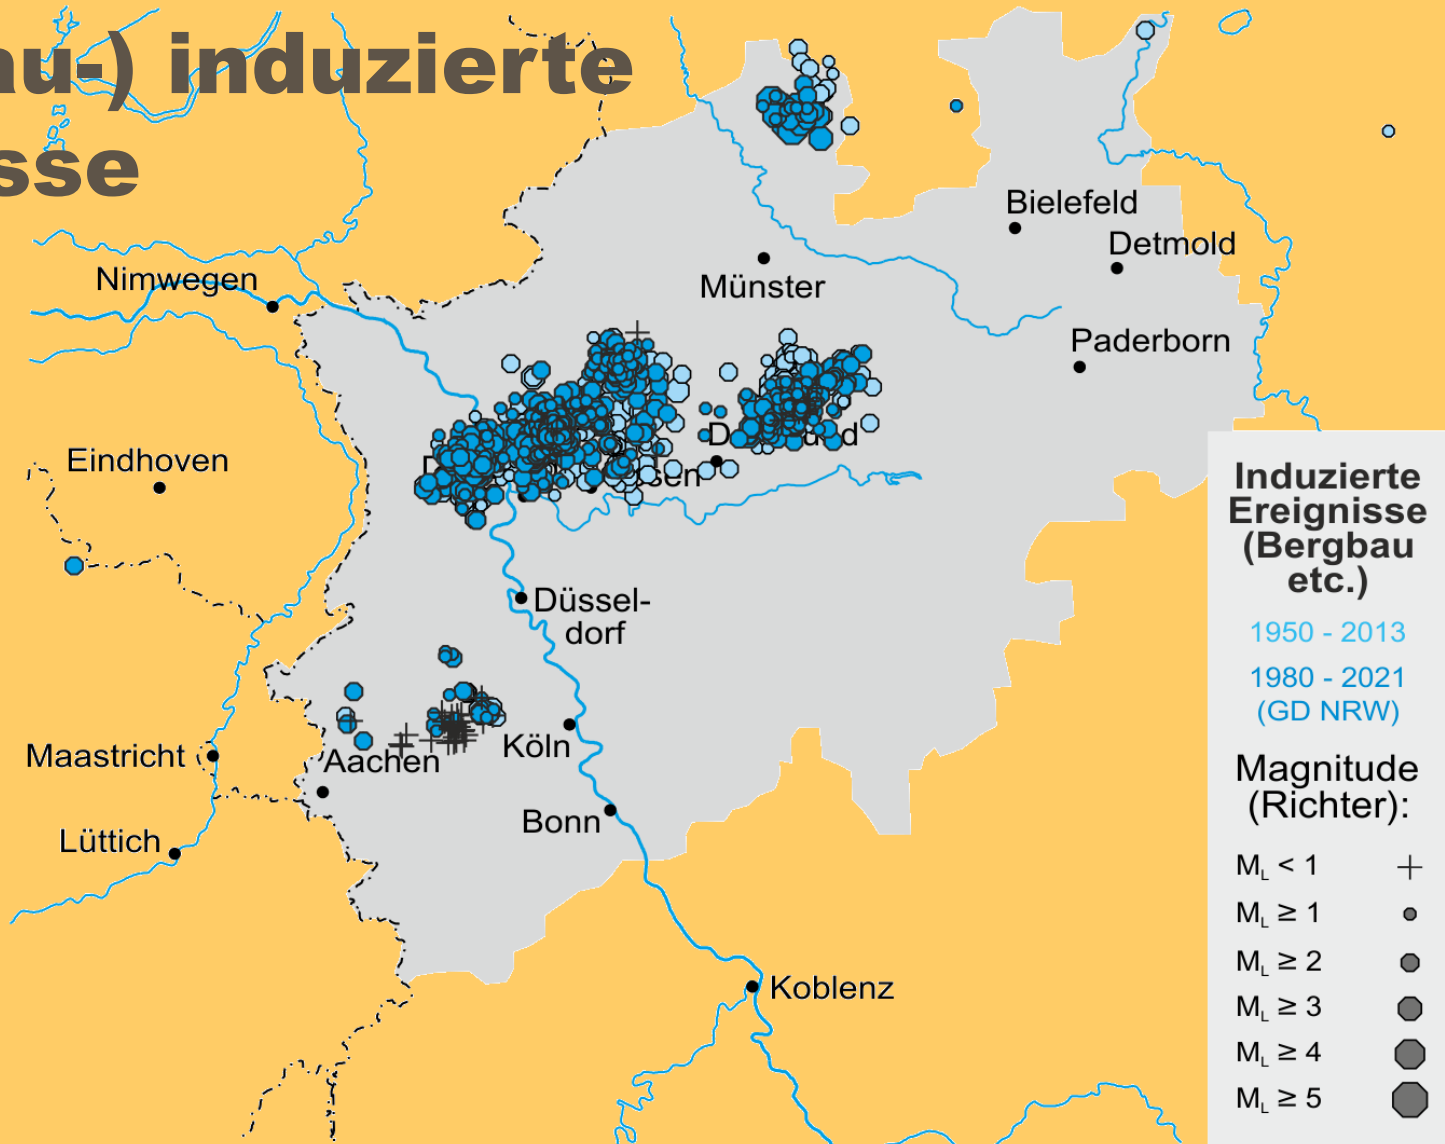 au-) induzierte
sse
Bielefeld
Detmold
Nimwegen
Münster
Paderborn
Eindhoven
Düssel-
dorf
Maastricht
Aachen
Köln
Bonn
Lüttich
Koblenz
Induzierte
Ereignisse
(Bergbau
etc.)
1950 - 2013
1980 - 2021
(GD NRW)
Magnitude
(Richter):
ML < 1
ML ≥ 1
ML ≥ 2
ML ≥ 3
ML ≥ 4
ML ≥ 5